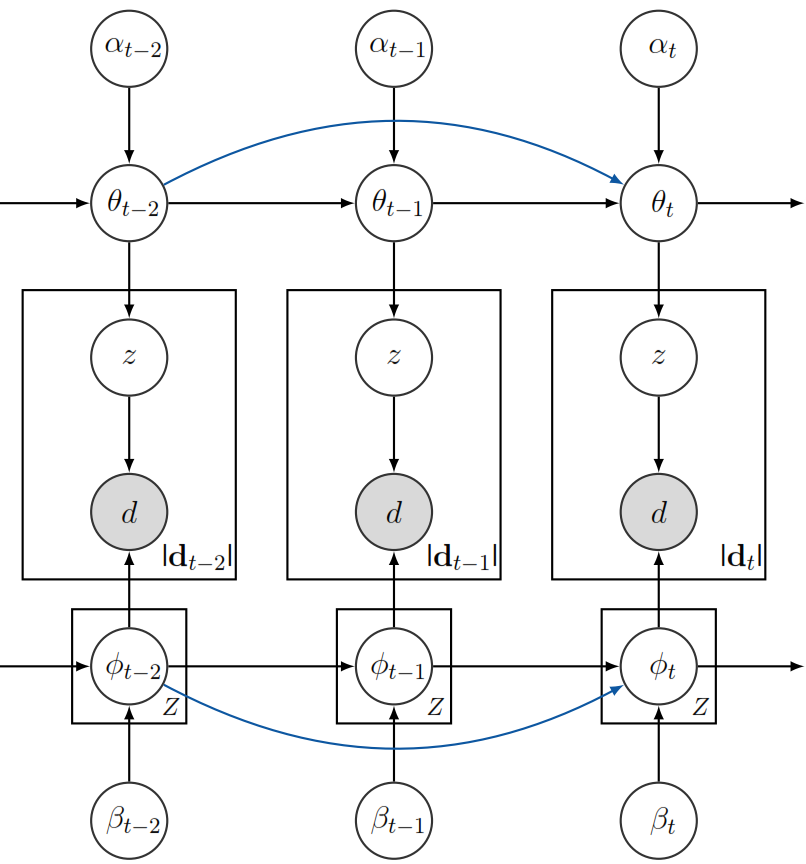 α_{t−2} α_{t−1} α_t
θ_{t−2} θ_{t−1} θ_t
z z z
d d d
|d_{t−2}| |d_{t−1}| |d_t|
ϕ_{t−2} ϕ_{t−1} ϕ_t
Z Z Z
β_{t−2} β_{t−1} β_t